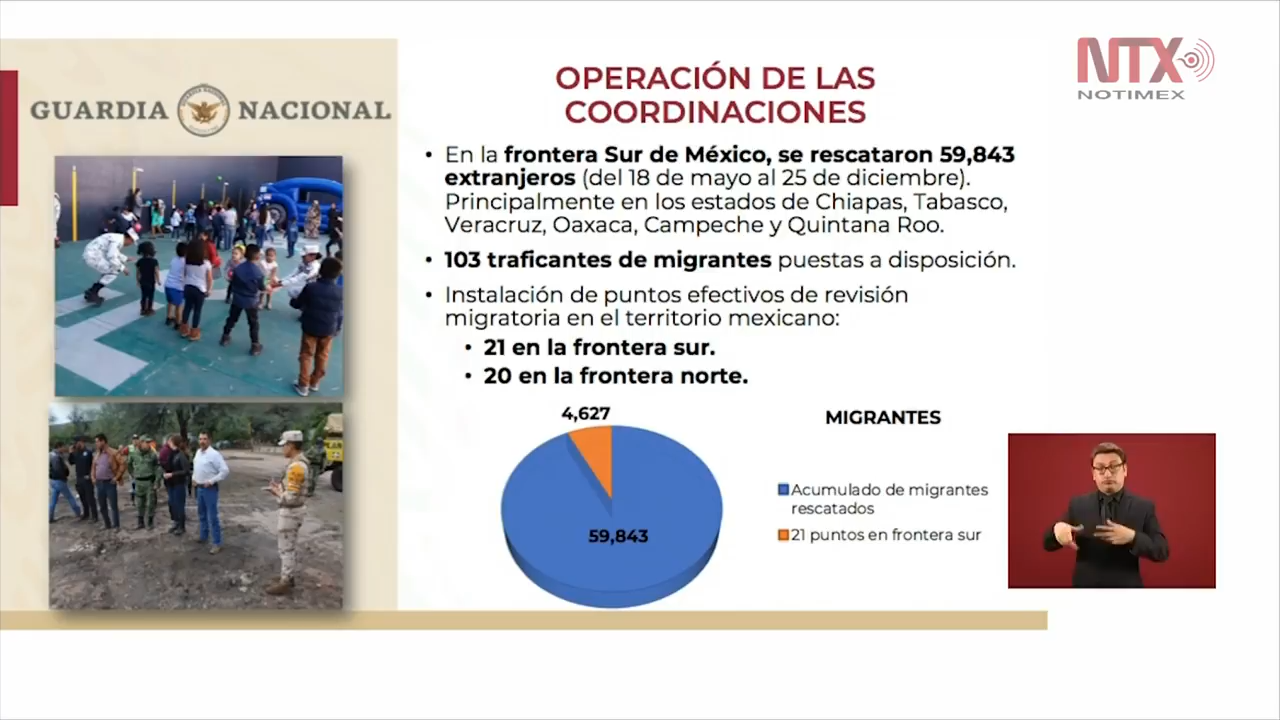 GUARDIA NACIONAL
NTX
NOTIMEX
OPERACIÓN DE LAS
COORDINACIONES
• En la frontera Sur de México, se rescataron 59,843
extranjeros (del 18 de mayo al 25 de diciembre).
Principalmente en los estados de Chiapas, Tabasco,
Veracruz, Oaxaca, Campeche y Quintana Roo.
• 103 traficantes de migrantes puestas a disposición.
• Instalación de puntos efectivos de revisión
migratoria en el territorio mexicano:
• 21 en la frontera sur.
• 20 en la frontera norte.
MIGRANTES
4,627
59,843
Acumulado de migrantes
rescatados
21 puntos en frontera sur